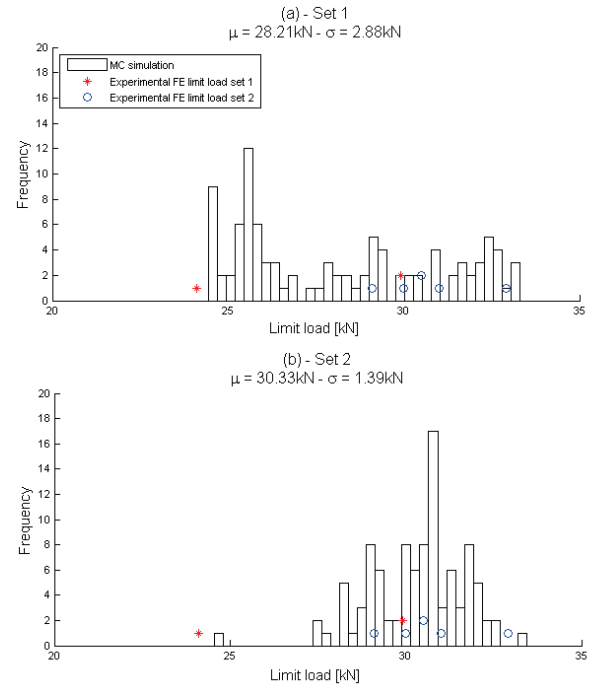 (a) - Set 1
μ = 28.21kN - σ = 2.88kN
20
18
16
14
12
10
8
6
4
2
0
Frequency
MC simulation
Experimental FE limit load set 1
Experimental FE limit load set 2
20
25
30
35
Limit load [kN]
(b) - Set 2
μ = 30.33kN - σ = 1.39kN
20
18
16
14
12
10
8
6
4
2
0
Frequency
20
25
30
35
Limit load [kN]